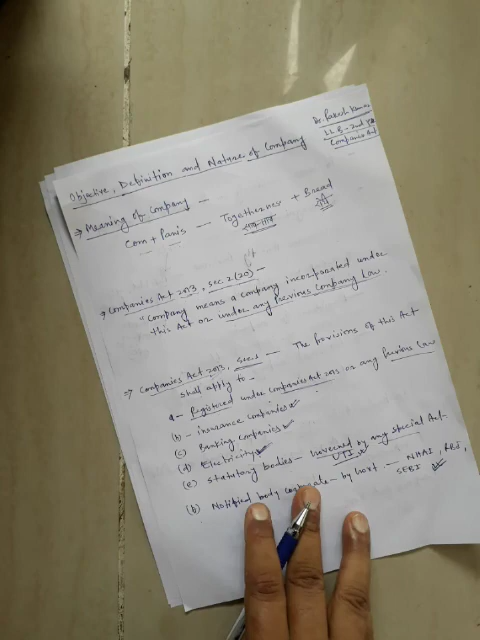 Dr. Rakesh Kumar
LL.B - 2nd
Companies Act
Objective, Definition and Nature of Company
⇒ Meaning of Company —
Com + Panis — Togetherness + Bread
साथ-साथ रोटी
⇒ Companies Act 2013, sec. 2(20) —
"Company means a company incorporated under
this Act or under any Previous Company Law.
⇒ Companies Act 2013, sec. 1 — The provisions of this Act
shall apply to —
a — Registered under Companies Act 2013 or any previous Law
(b) — insurance companies
(c) Banking companies
(d) Electricity
(e) statutory bodies — by any special Act-
UTI
(b) Notified body corporate — by Govt — NHAI, RBI,
SEBI